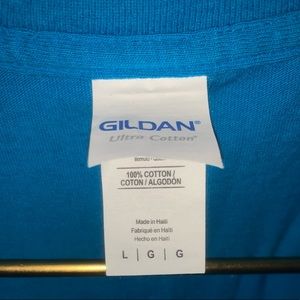 GILDAN®
Ultra Cotton®
100% COTTON /
COTON / ALGODÓN
Made in Haiti
Fabriqué en Haïti
Hecho en Haití
L | G | G